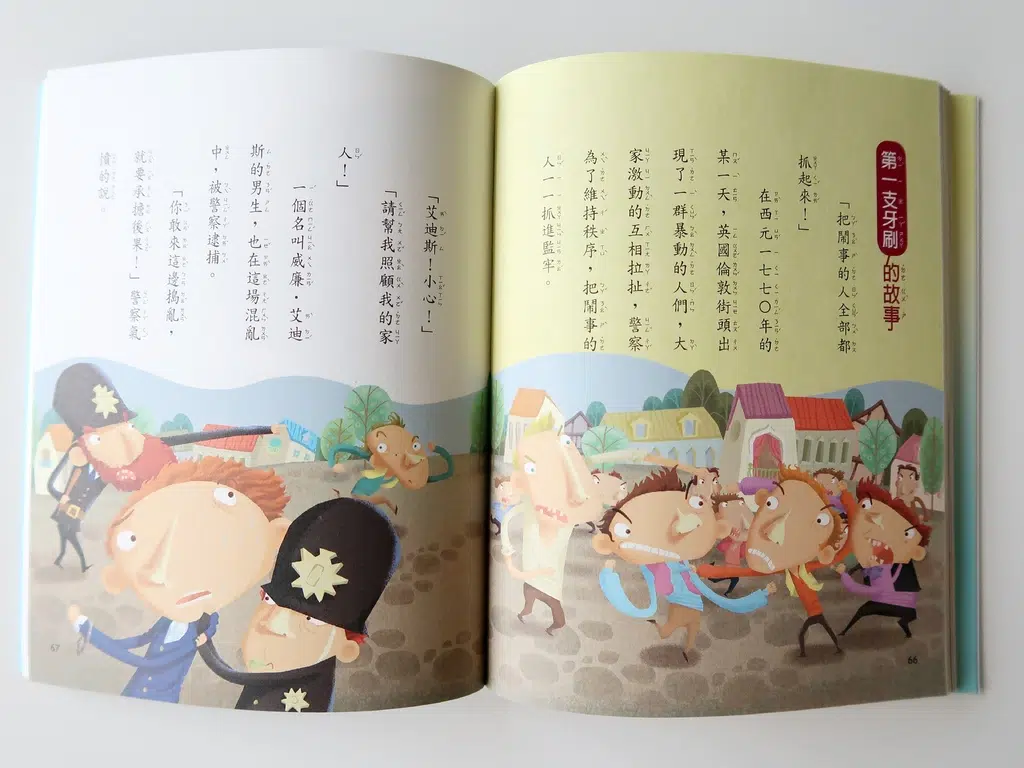 第一支牙刷的故事
「把鬧事的人全部都
抓起來！」
在西元一七七〇年的
某一天，英國倫敦街頭出
現了一群暴動的人們，大
家激動的互相拉扯，警察
為了維持秩序，把鬧事的
人一一抓進監牢。
66
「艾迪斯！小心！」
「請幫我照顧我的家
人！」
一個名叫威廉·艾迪
斯的男生，也在這場混亂
中，被警察逮捕。
「你敢來這邊搗亂，
就要承擔後果！」警察氣
憤的說。
67